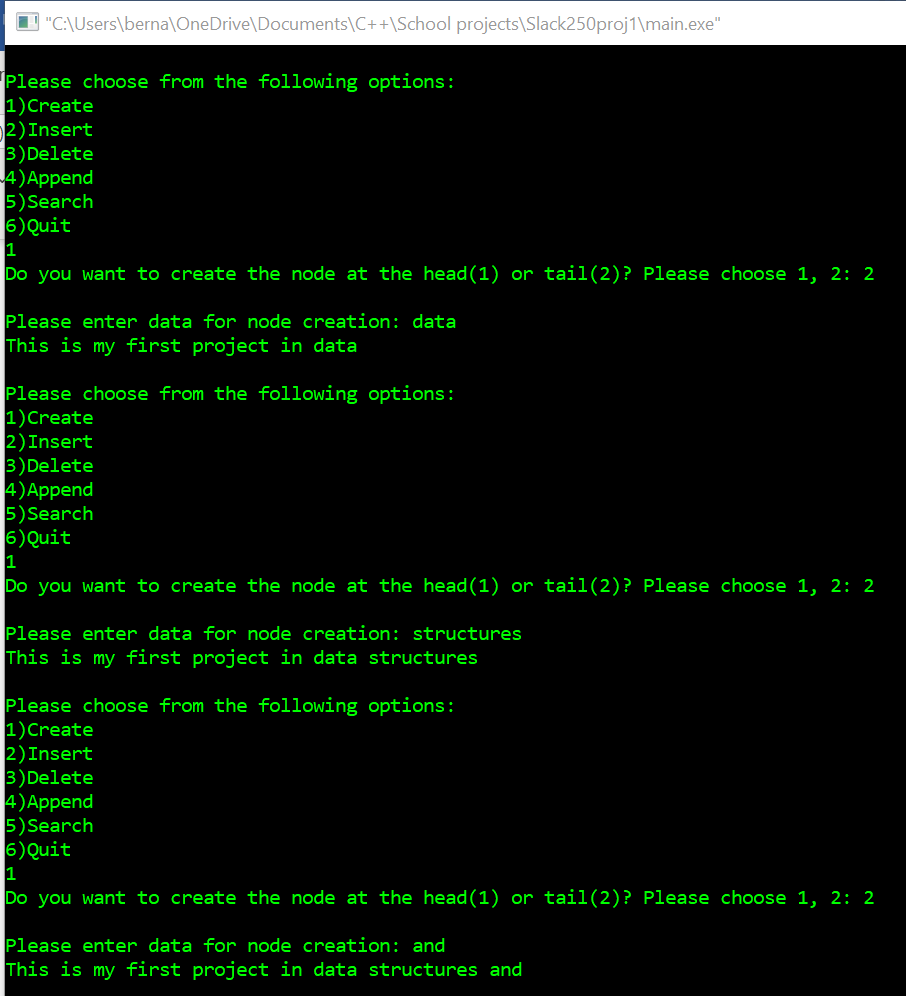 "C:\Users\berna\OneDrive\Documents\C++\School projects\Slack250proj1\main.exe"
Please choose from the following options:
1)Create
2)Insert
3)Delete
4)Append
5)Search
6)Quit
1
Do you want to create the node at the head(1) or tail(2)? Please choose 1, 2: 2
Please enter data for node creation: data
This is my first project in data
Please choose from the following options:
1)Create
2)Insert
3)Delete
4)Append
5)Search
6)Quit
1
Do you want to create the node at the head(1) or tail(2)? Please choose 1, 2: 2
Please enter data for node creation: structures
This is my first project in data structures
Please choose from the following options:
1)Create
2)Insert
3)Delete
4)Append
5)Search
6)Quit
1
Do you want to create the node at the head(1) or tail(2)? Please choose 1, 2: 2
Please enter data for node creation: and
This is my first project in data structures and